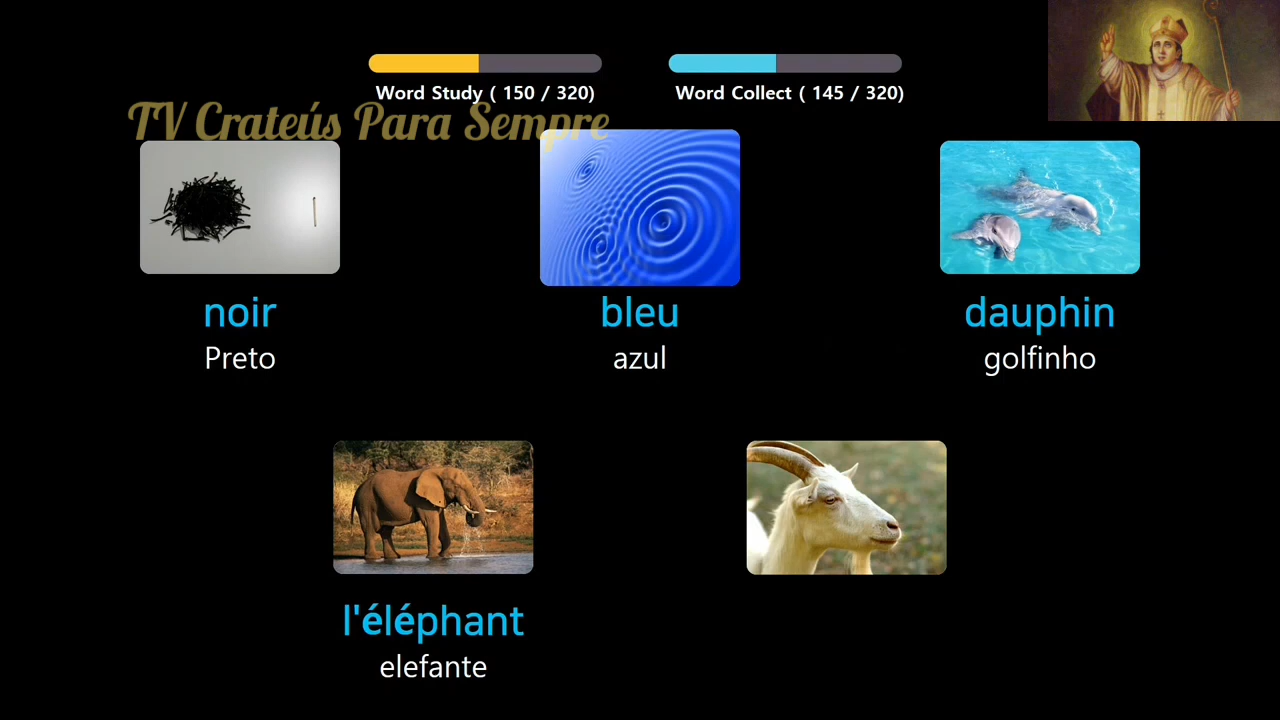 Word Study ( 150 / 320)
Word Collect ( 145 / 320)
TV Crateús Para Sempre
noir
Preto
bleu
azul
dauphin
golfinho
l'éléphant
elefante